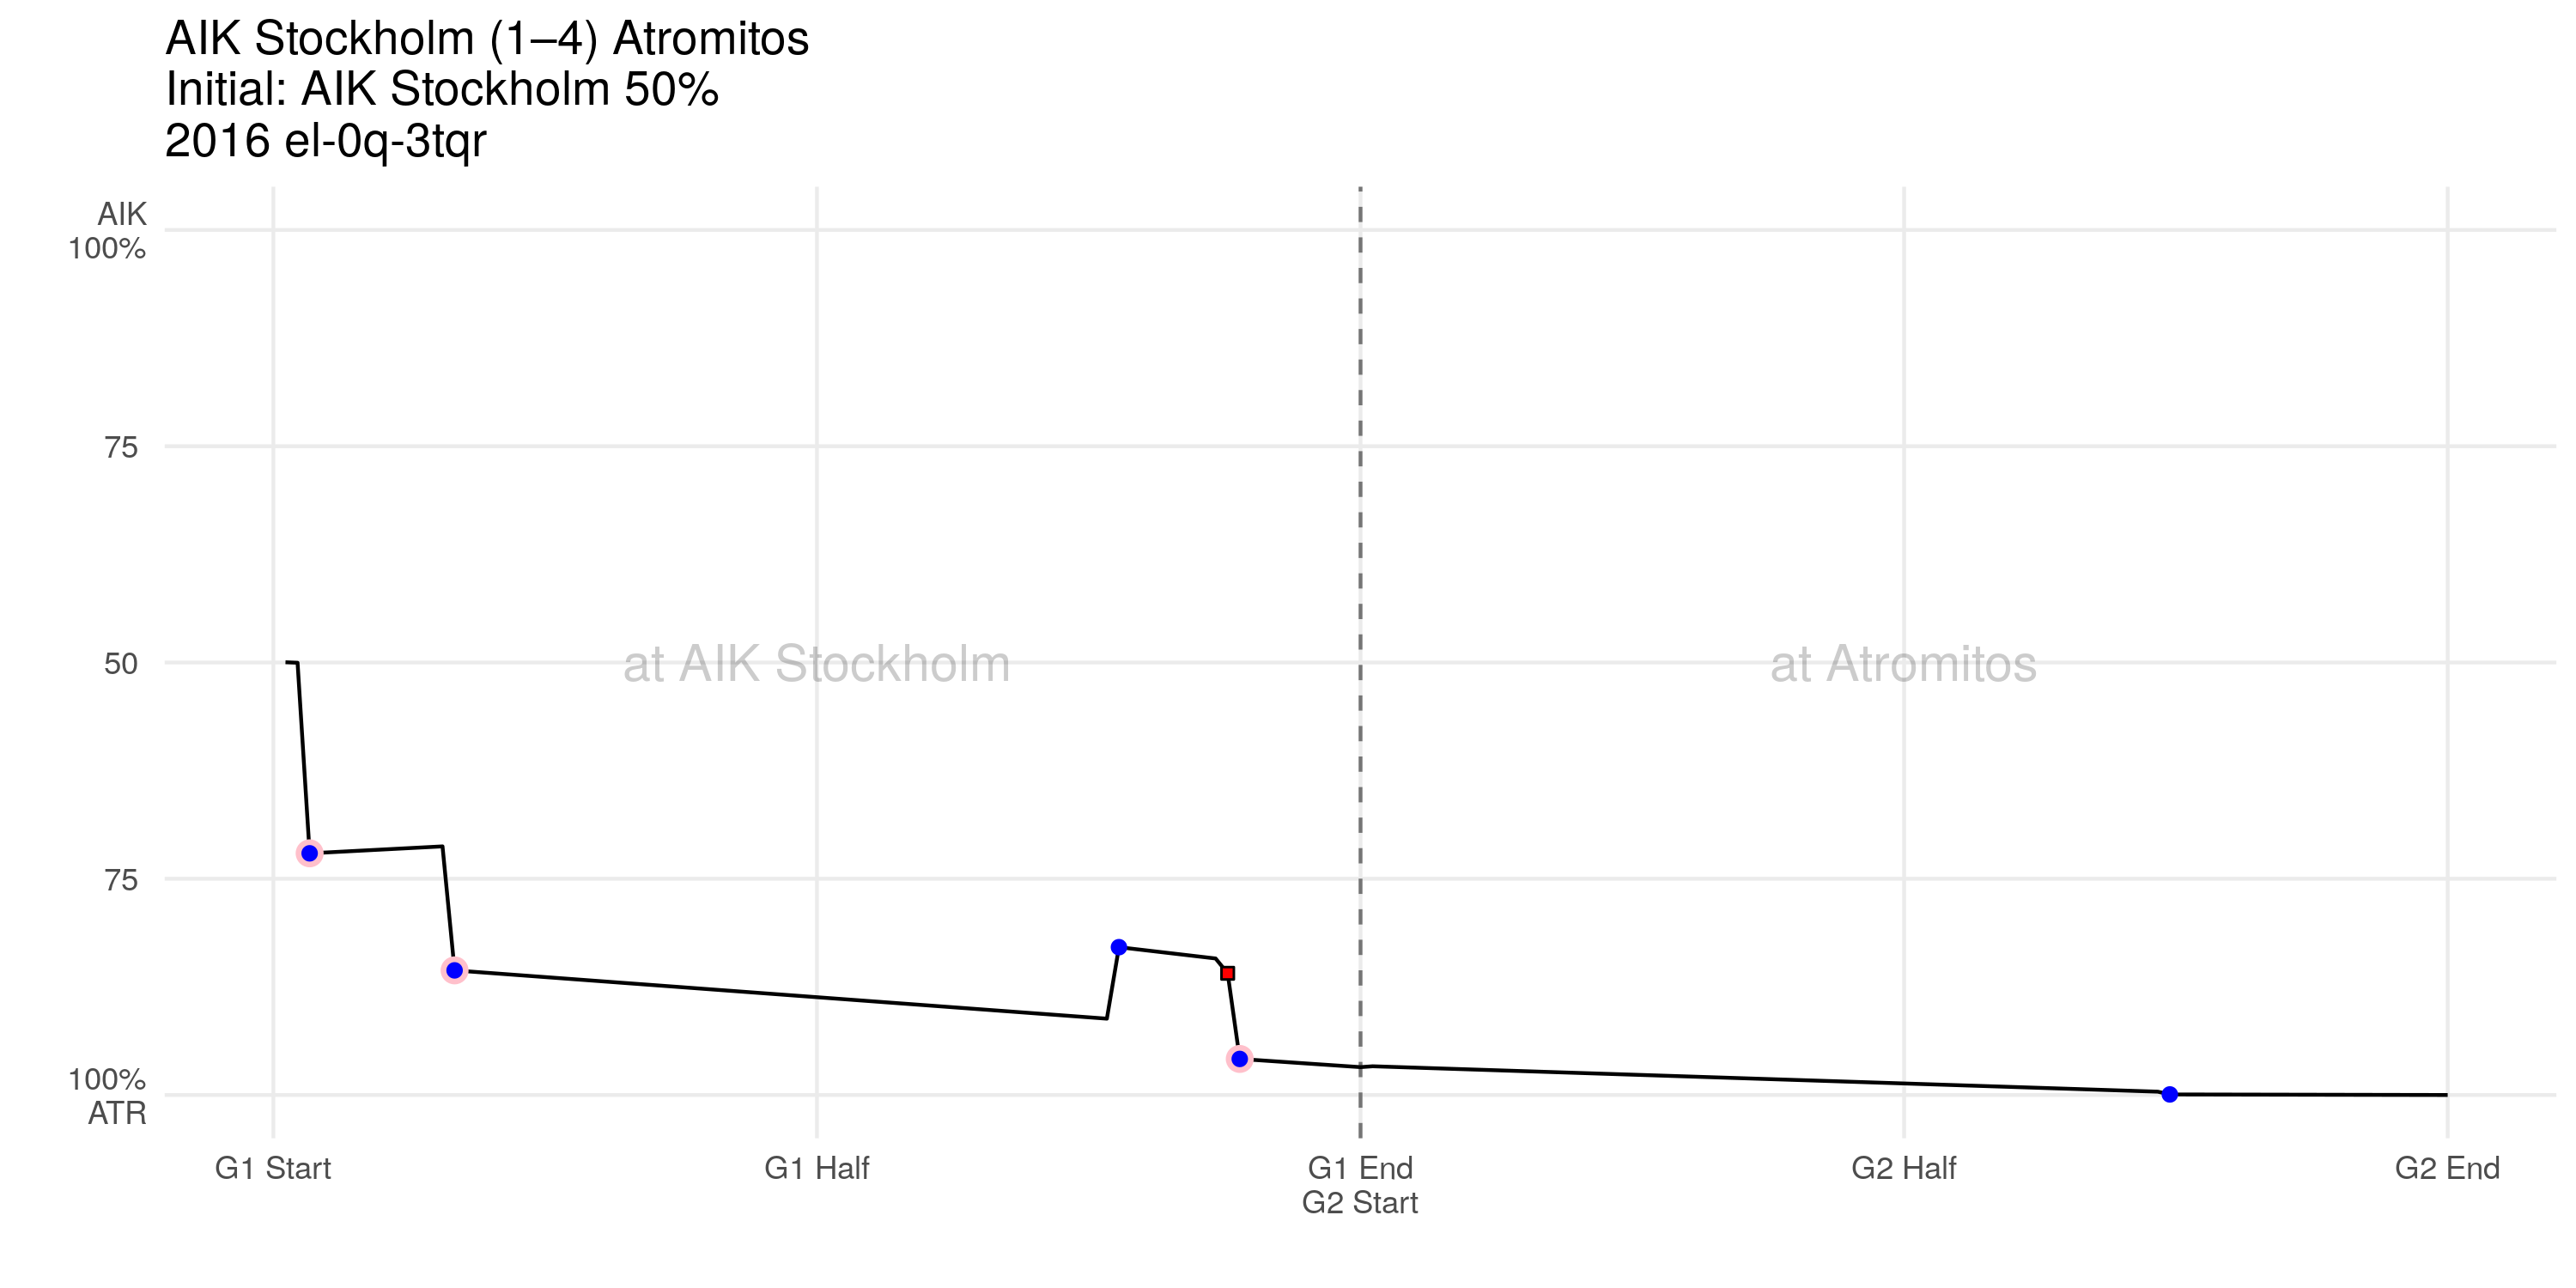 AIK Stockholm (1–4) Atromitos
Initial: AIK Stockholm 50%
2016 el-0q-3tqr
AIK
100%
75
50
at AIK Stockholm
at Atromitos
75
100%
ATR
G1 Start
G1 Half
G1 End
G2 Start
G2 Half
G2 End